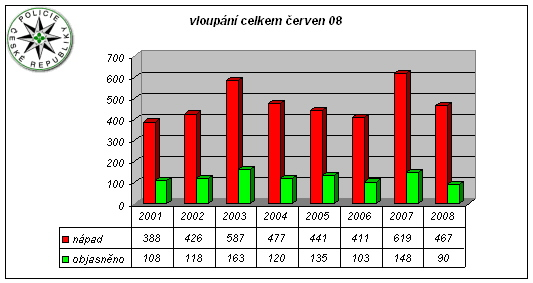 POLICIE
ČESKÉ REPUBLIKY
vloupání celkem červen 08
700
600
500
400
300
200
100
0
2001 2002 2003 2004 2005 2006 2007 2008
nápad 388 426 587 477 441 411 619 467
objasněno 108 118 163 120 135 103 148 90